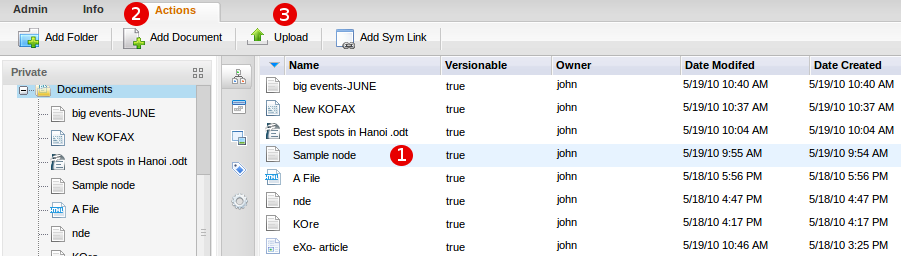 Admin Info Actions
2 3
Add Folder Add Document Upload Add Sym Link
Private
Documents
big events-JUNE
New KOFAX
Best spots in Hanoi .odt
Sample node
A File
nde
KOre
Name Versionable Owner Date Modifed Date Created
big events-JUNE true john 5/19/10 10:40 AM 5/19/10 10:40 AM
New KOFAX true john 5/19/10 10:37 AM 5/19/10 10:37 AM
Best spots in Hanoi .odt true john 5/19/10 10:04 AM 5/19/10 10:04 AM
Sample node 1 true john 5/19/10 9:55 AM 5/19/10 9:54 AM
A File true john 5/18/10 5:56 PM 5/18/10 5:56 PM
nde true john 5/18/10 4:47 PM 5/18/10 4:47 PM
KOre true john 5/18/10 4:17 PM 5/18/10 4:17 PM
eXo- article true john 5/19/10 10:46 AM 5/18/10 3:25 PM